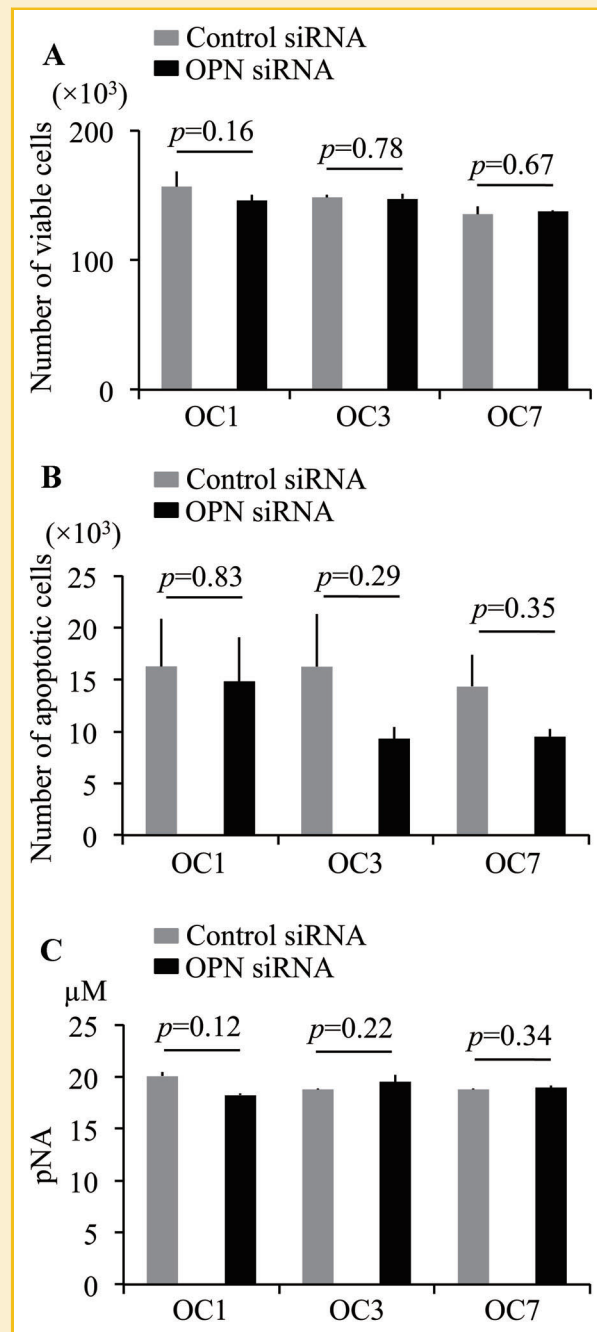 A
Control siRNA
OPN siRNA
(×10³)
Number of viable cells
200
100
0
p=0.16
p=0.78
p=0.67
OC1 OC3 OC7
B
Control siRNA
OPN siRNA
(×10³)
Number of apoptotic cells
25
20
15
10
5
0
p=0.83
p=0.29
p=0.35
OC1 OC3 OC7
C
Control siRNA
OPN siRNA
µM
pNA
25
20
15
10
5
0
p=0.12
p=0.22
p=0.34
OC1 OC3 OC7